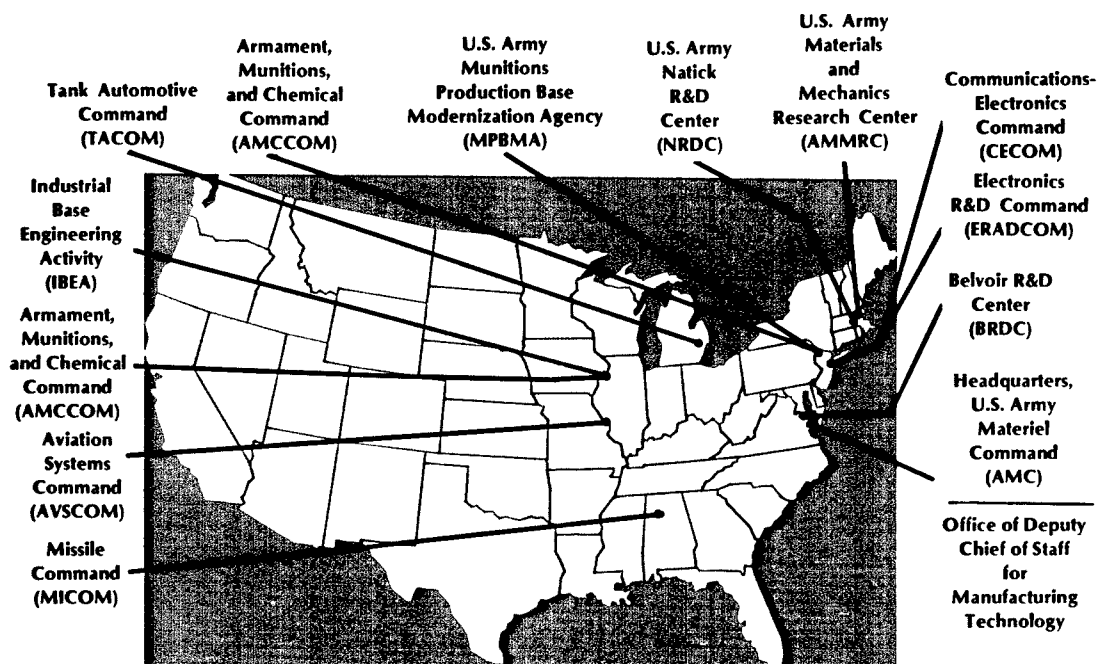 Tank Automotive
Command
(TACOM)
Armament,
Munitions,
and Chemical
Command
(AMCCOM)
U.S. Army
Munitions
Production Base
Modernization Agency
(MPBMA)
U.S. Army
Natick
R&D
Center
(NRDC)
U.S. Army
Materials
and
Mechanics
Research Center
(AMMRC)
Communications-
Electronics
Command
(CECOM)
Electronics
R&D Command
(ERADCOM)
Belvoir R&D
Center
(BRDC)
Headquarters,
U.S. Army
Materiel
Command
(AMC)
Office of Deputy
Chief of Staff
for
Manufacturing
Technology
Industrial
Base
Engineering
Activity
(IBEA)
Armament,
Munitions,
and Chemical
Command
(AMCCOM)
Aviation
Systems
Command
(AVSCOM)
Missile
Command
(MICOM)